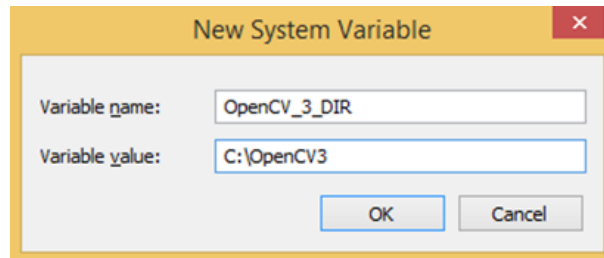 New System Variable
Variable name: OpenCV_3_DIR
Variable value: C:\OpenCV3
OK Cancel